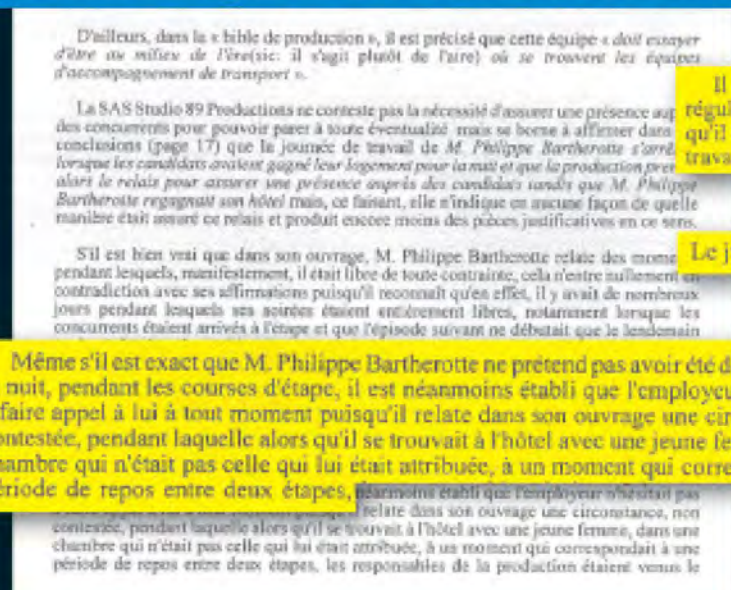 D'ailleurs, dans la « bible de production », il est précisé que cette équipe « doit essayer
d'être au milieu de l'ère(sic: il s'agit plutôt de l'aire) où se trouvent les équipes
d'accompagnement de transport ».
La SAS Studio 89 Productions ne conteste pas la nécessité d'assurer une présence aup
des concurrents pour pouvoir parer à toute éventualité mais se borne à affirmer dans
conclusions (page 17) que la journée de travail de M. Philippe Bartherotte s'arrê
lorsque les candidats avaient gagné leur logement pour la nuit et que la production pren
alors le relais pour assurer une présence auprès des candidats tandis que M. Philippe
Bartherotte regagnait son hôtel mais, ce faisant, elle n'indique en aucune façon de quelle
manière était assuré ce relais et produit encore moins des pièces justificatives en ce sens.
Il
régul
qu'il
trava
S'il est bien vrai que dans son ouvrage, M. Philippe Bartherotte relate des mome
pendant lesquels, manifestement, il était libre de toute contrainte, cela n'entre nullement en
contradiction avec ses affirmations puisqu'il reconnaît qu'en effet, il y avait de nombreux
jours pendant lesquels ses soirées étaient entièrement libres, notamment lorsque les
concurrents étaient arrivés à l'étape et que l'épisode suivant ne débutait que le lendemain
Le j
Même s'il est exact que M. Philippe Bartherotte ne prétend pas avoir été d
nuit, pendant les courses d'étape, il est néanmoins établi que l'employeu
faire appel à lui à tout moment puisqu'il relate dans son ouvrage une cir
ontestée, pendant laquelle alors qu'il se trouvait à l'hôtel avec une jeune fe
hambre qui n'était pas celle qui lui était attribuée, à un moment qui corre
ériode de repos entre deux étapes,
néanmoins établi que l'employeur n'hésitait pas
relate dans son ouvrage une circonstance, non
contestée, pendant laquelle alors qu'il se trouvait à l'hôtel avec une jeune femme, dans une
chambre qui n'était pas celle qui lui était attribuée, à un moment qui correspondait à une
période de repos entre deux étapes, les responsables de la production étaient venus le